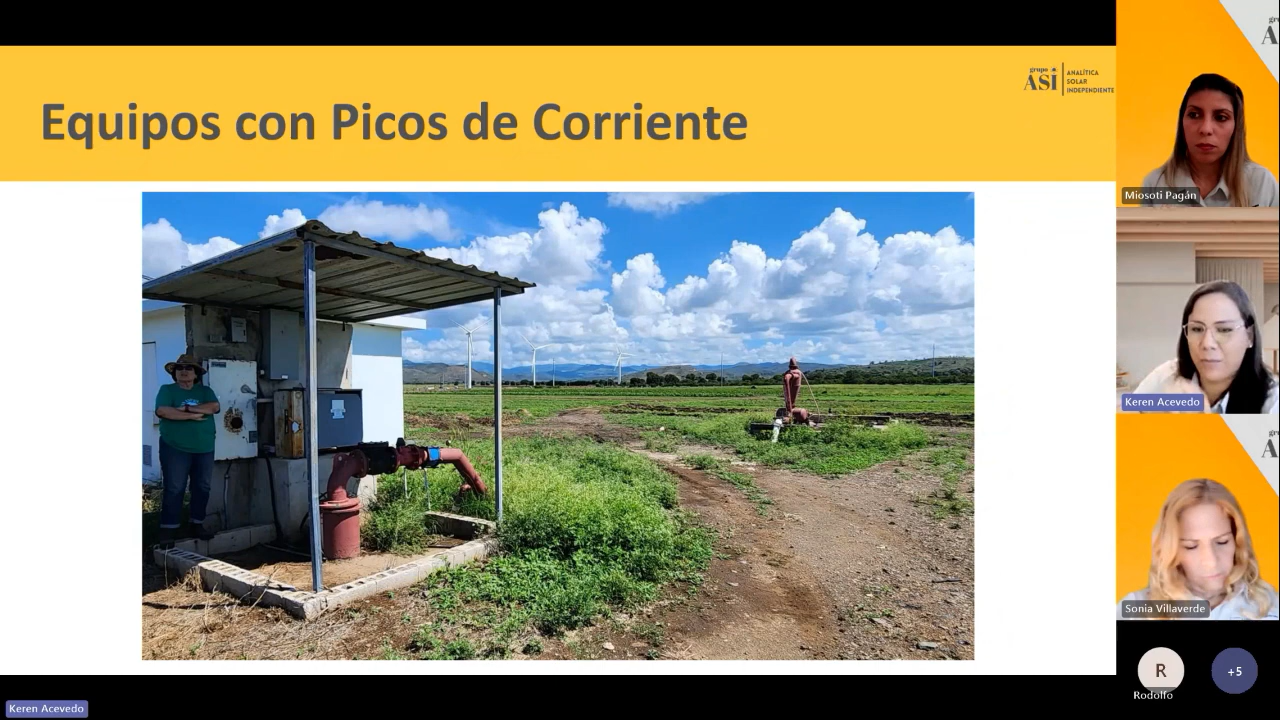 Equipos con Picos de Corriente
grupo
ASI
ANALÍTICA
SOLAR
INDEPENDIENTE
Miosoti Pagán
Keren Acevedo
Sonia Villaverde
R
Rodolfo
+5
Keren Acevedo